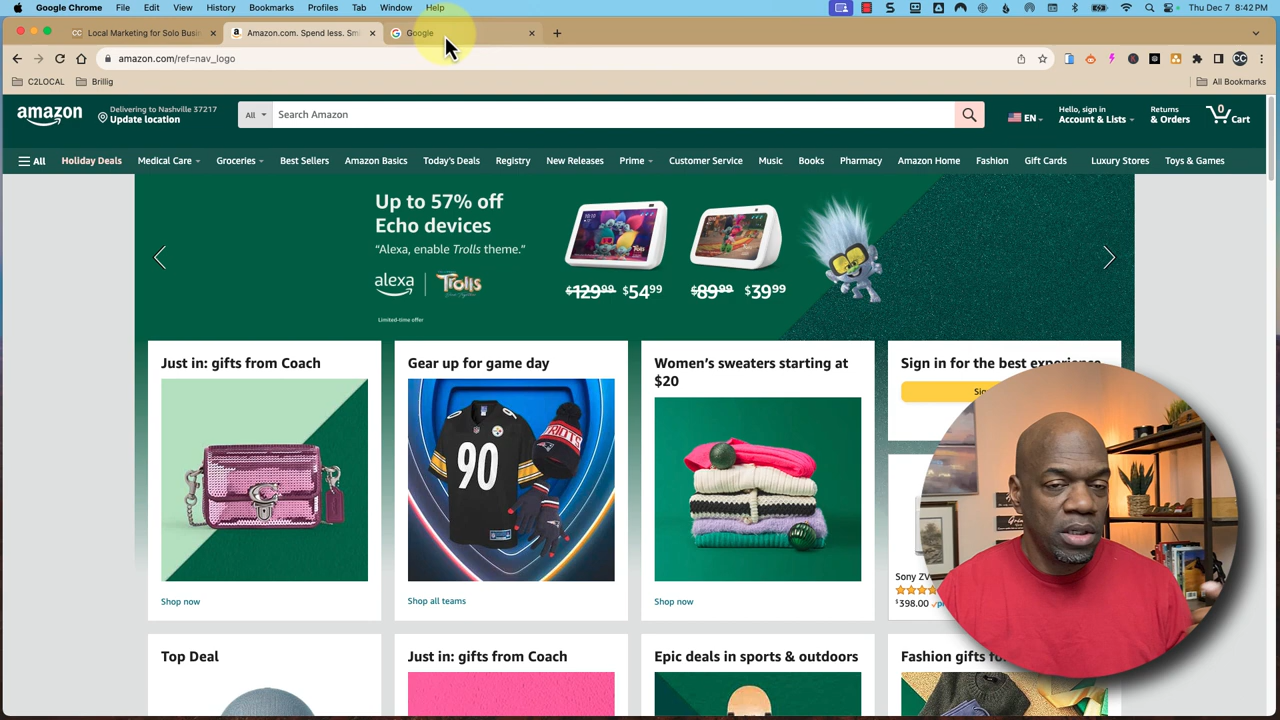 Google Chrome File Edit View History Bookmarks Profiles Tab Window Help Thu Dec 7 8:42 PM
CC Local Marketing for Solo Busi
Amazon.com. Spend less. Sm
Google
amazon.com/ref=nav_logo
C2LOCAL Brillig All Bookmarks
amazon
Delivering to Nashville 37217
Update location
All Search Amazon
EN
Hello, sign in
Account & Lists
Returns
& Orders
0
Cart
All Holiday Deals Medical Care Groceries Best Sellers Amazon Basics Today's Deals Registry New Releases Prime Customer Service Music Books Pharmacy Amazon Home Fashion Gift Cards Luxury Stores Toys & Games
Up to 57% off
Echo devices
“Alexa, enable Trolls theme.”
alexa Trolls
$129.99 $54.99 $89.99 $39.99
Limited-time offer
Just in: gifts from Coach
Shop now
Gear up for game day
90
PATRIOTS
Shop all teams
Women’s sweaters starting at
$20
Shop now
Sign in for the best experience
Sig
Sony ZV
$398.00
Top Deal
Just in: gifts from Coach
Epic deals in sports & outdoors
Fashion gifts fo